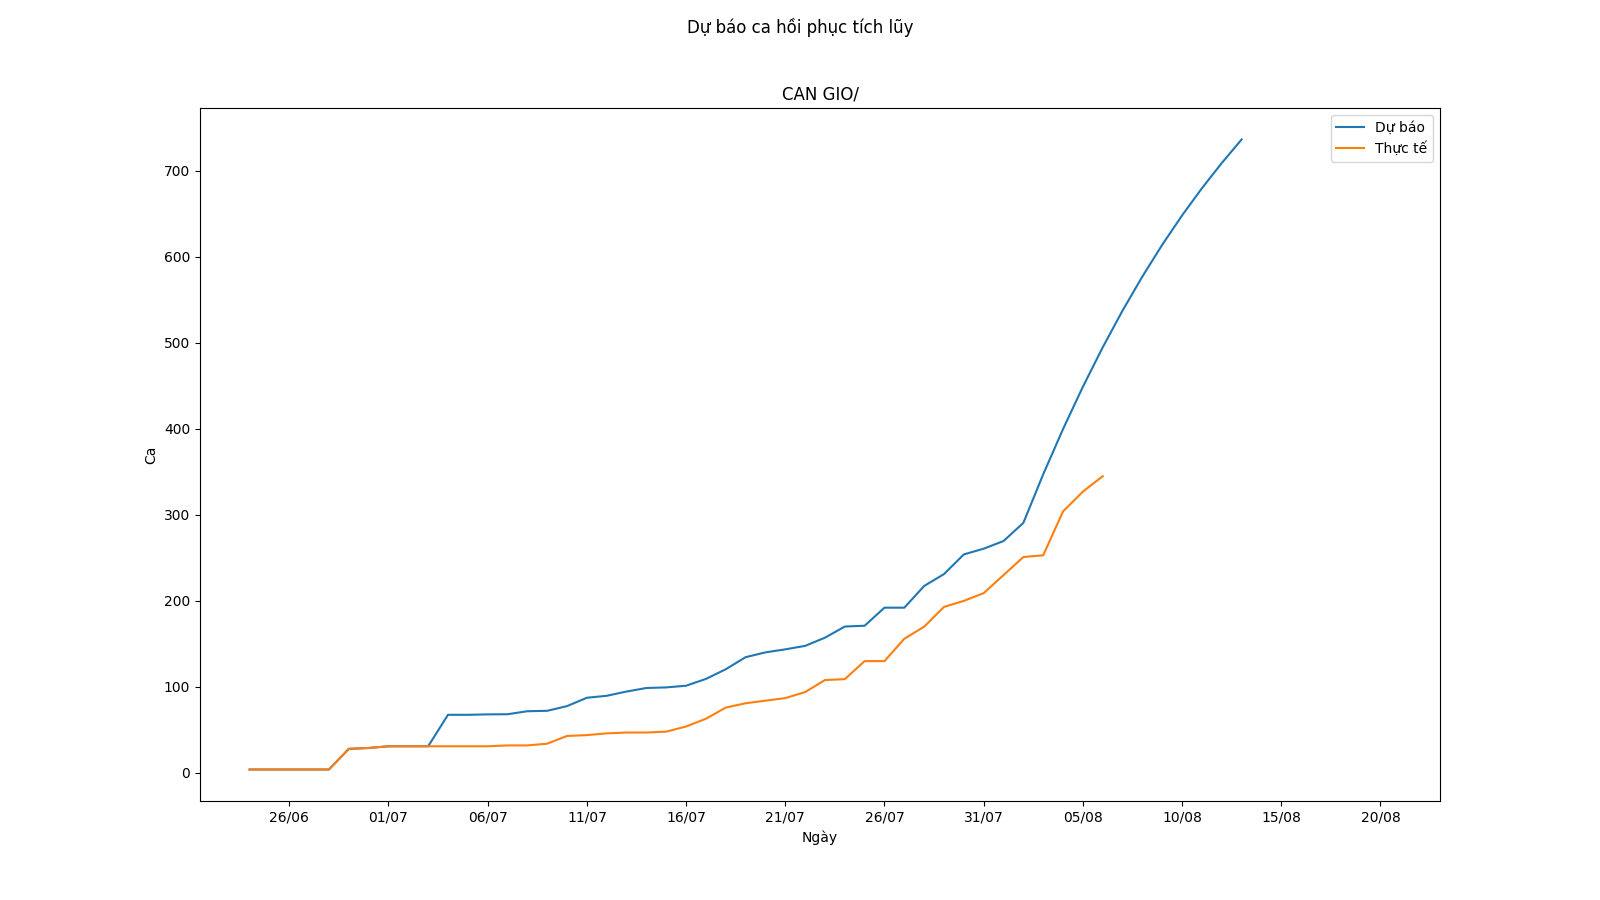 Dự báo ca hồi phục tích lũy
CAN GIO/
Dự báo
Thực tế
700
600
500
400
300
200
100
0
Ca
26/06 01/07 06/07 11/07 16/07 21/07 26/07 31/07 05/08 10/08 15/08 20/08
Ngày